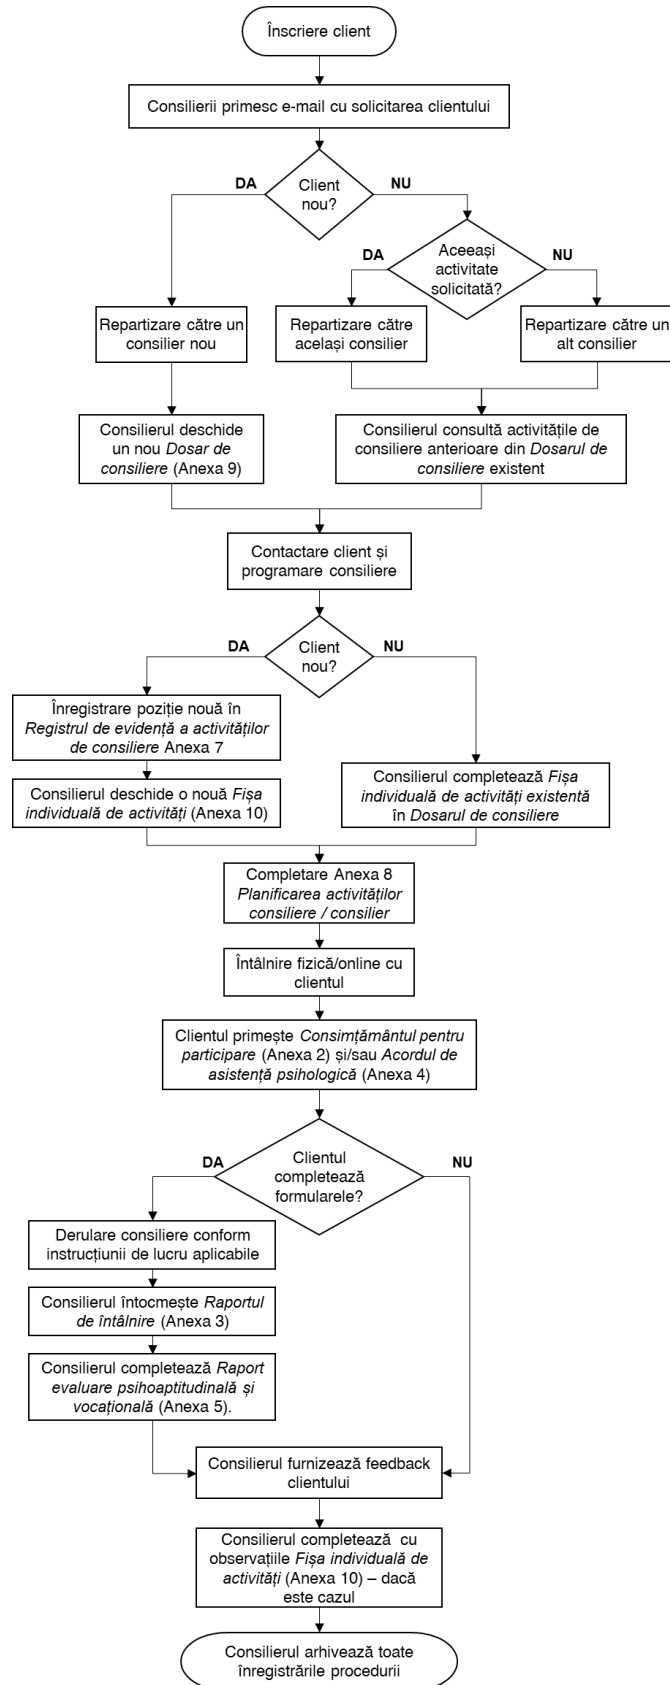 Înscriere client
Consilierii primesc e-mail cu solicitarea clientului
Client
nou?
DA
NU
Aceeași
activitate
solicitată?
DA
NU
Repartizare către un
consilier nou
Repartizare către
același consilier
Repartizare către un
alt consilier
Consilierul deschide
un nou Dosar de
consiliere (Anexa 9)
Consilierul consultă activitățile de
consiliere anterioare din Dosarul de
consiliere existent
Contactare client și
programare consiliere
Client
nou?
DA
NU
Înregistrare poziție nouă în
Registrul de evidență a activităților
de consiliere Anexa 7
Consilierul deschide o nouă Fișa
individuală de activități (Anexa 10)
Consilierul completează Fișa
individuală de activități existentă
în Dosarul de consiliere
Completare Anexa 8
Planificarea activităților
consiliere / consilier
Întâlnire fizică/online cu
clientul
Clientul primește Consimțământul pentru
participare (Anexa 2) și/sau Acordul de
asistență psihologică (Anexa 4)
Clientul
completează
formularele?
DA
NU
Derulare consiliere conform
instrucțiunii de lucru aplicabile
Consilierul întocmește Raportul
de întâlnire (Anexa 3)
Consilierul completează Raport
evaluare psihoaptitudinală și
vocațională (Anexa 5).
Consilierul furnizează feedback
clientului
Consilierul completează cu
observațiile Fișa individuală de
activități (Anexa 10) – dacă
este cazul
Consilierul arhivează toate
înregistrările procedurii